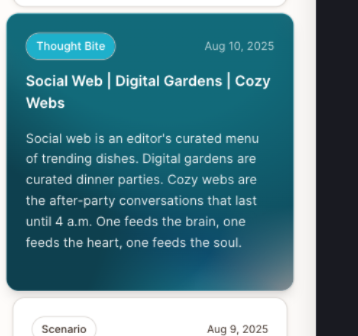 Thought Bite
Aug 10, 2025
Social Web | Digital Gardens | Cozy
Webs
Social web is an editor's curated menu
of trending dishes. Digital gardens are
curated dinner parties. Cozy webs are
the after-party conversations that last
until 4 a.m. One feeds the brain, one
feeds the heart, one feeds the soul.
Scenario
Aug 9, 2025